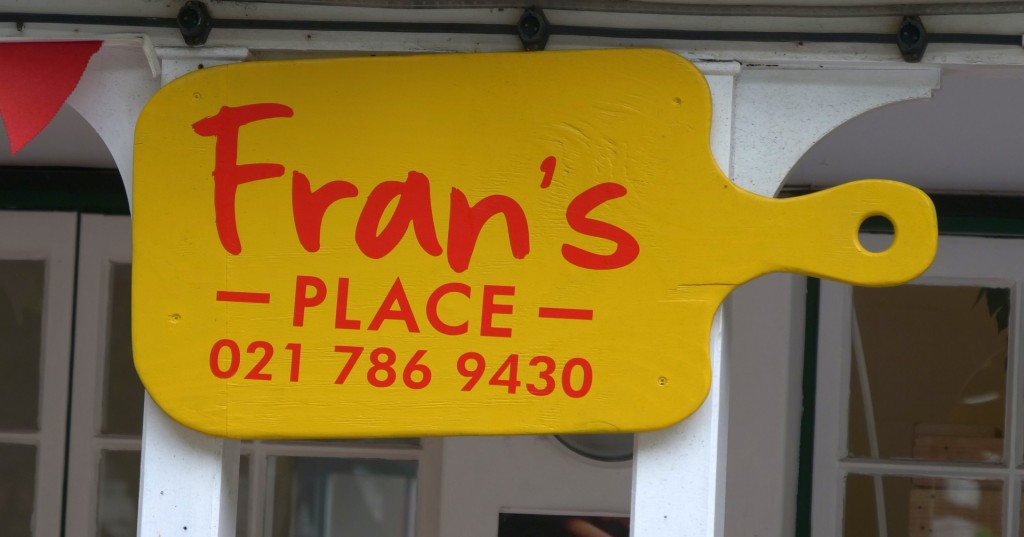 Fran's
– PLACE –
021 786 9430